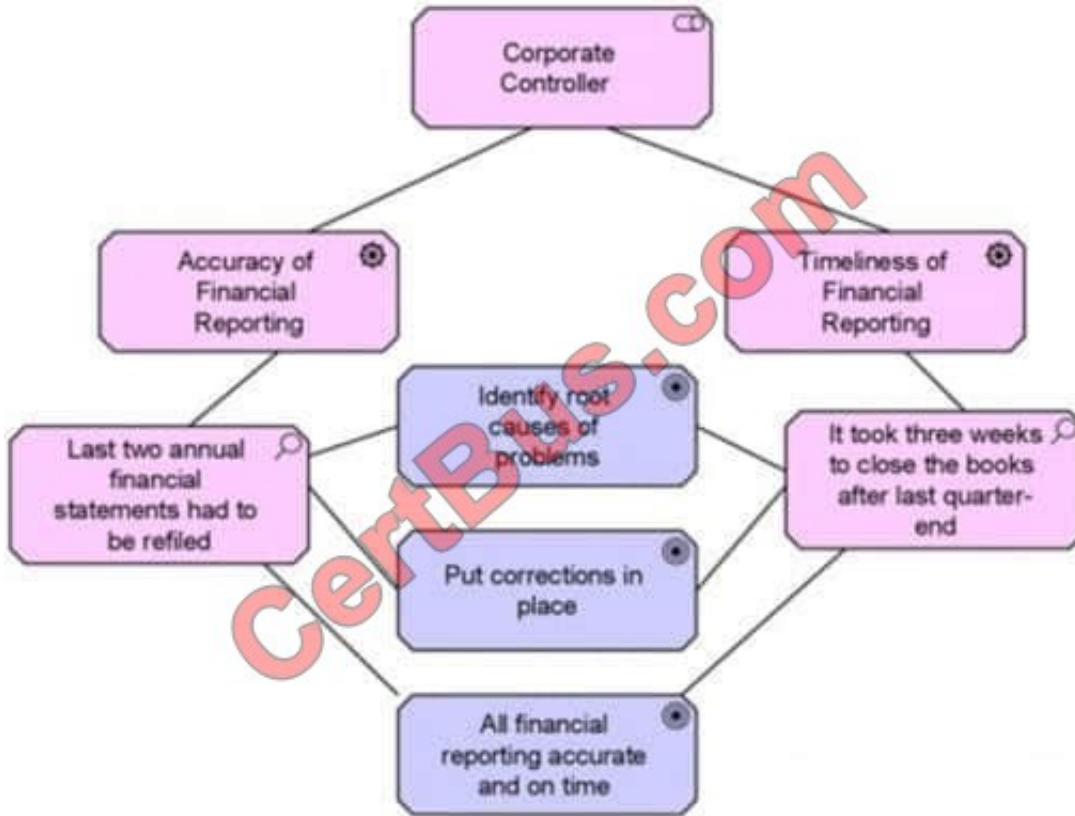 Corporate
Controller
Accuracy of
Financial
Reporting
Timeliness of
Financial
Reporting
Identify root
causes of
problems
Last two annual
financial
statements had to
be refiled
It took three weeks
to close the books
after last quarter-
end
Put corrections in
place
All financial
reporting accurate
and on time
CertBus.com